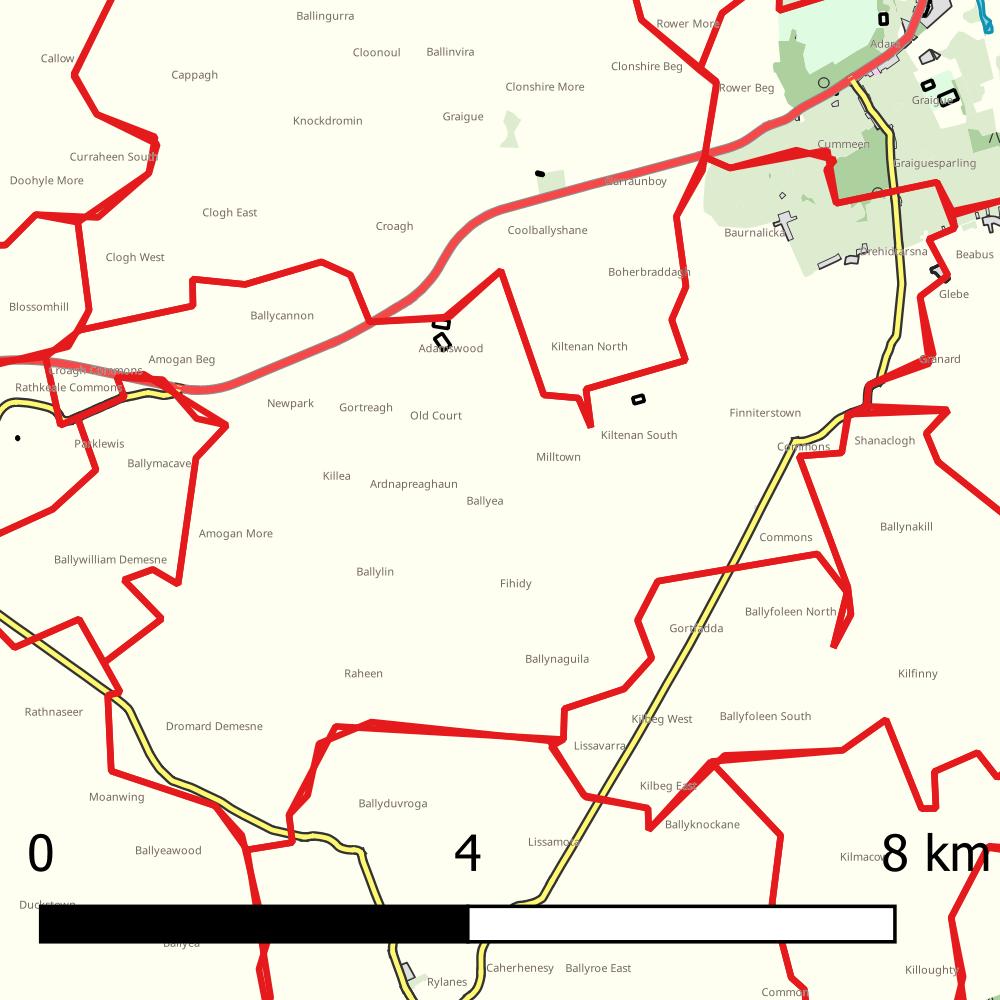 Ballingurra
Rower More
Callow
Cloonoul
Ballinvira
Cappagh
Clonshire Beg
Clonshire More
Rower Beg
Graigue
Knockdromin
Graigue
Cummeen
Curraheen South
Graiguesparling
Doohyle More
Curraunboy
Clogh East
Croagh
Coolballyshane
Baurnalicka
Drehidtarsna
Beabus
Clogh West
Boherbraddagh
Glebe
Blossomhill
Ballycannon
Adamswood
Kiltenan North
Amogan Beg
Granard
Croagh Commons
Rathkeale Commons
Newpark
Gortreagh
Old Court
Finniterstown
Kiltenan South
Parklewis
Commons
Shanaclogh
Milltown
Ballymacave
Killea
Ardnapreaghaun
Ballyea
Ballynakill
Amogan More
Commons
Ballywilliam Demesne
Ballylin
Fihidy
Ballyfoleen North
Gortfadda
Ballynaguila
Raheen
Kilfinny
Rathnaseer
Kilbeg West
Ballyfoleen South
Dromard Demesne
Lissavarra
Kilbeg East
Moanwing
Ballyduvroga
Ballyknockane
Lissamota
Ballyeawood
0
4
8 km
Duckstown
Ballyea
Caherhenesy
Ballyroe East
Killoughty
Rylanes